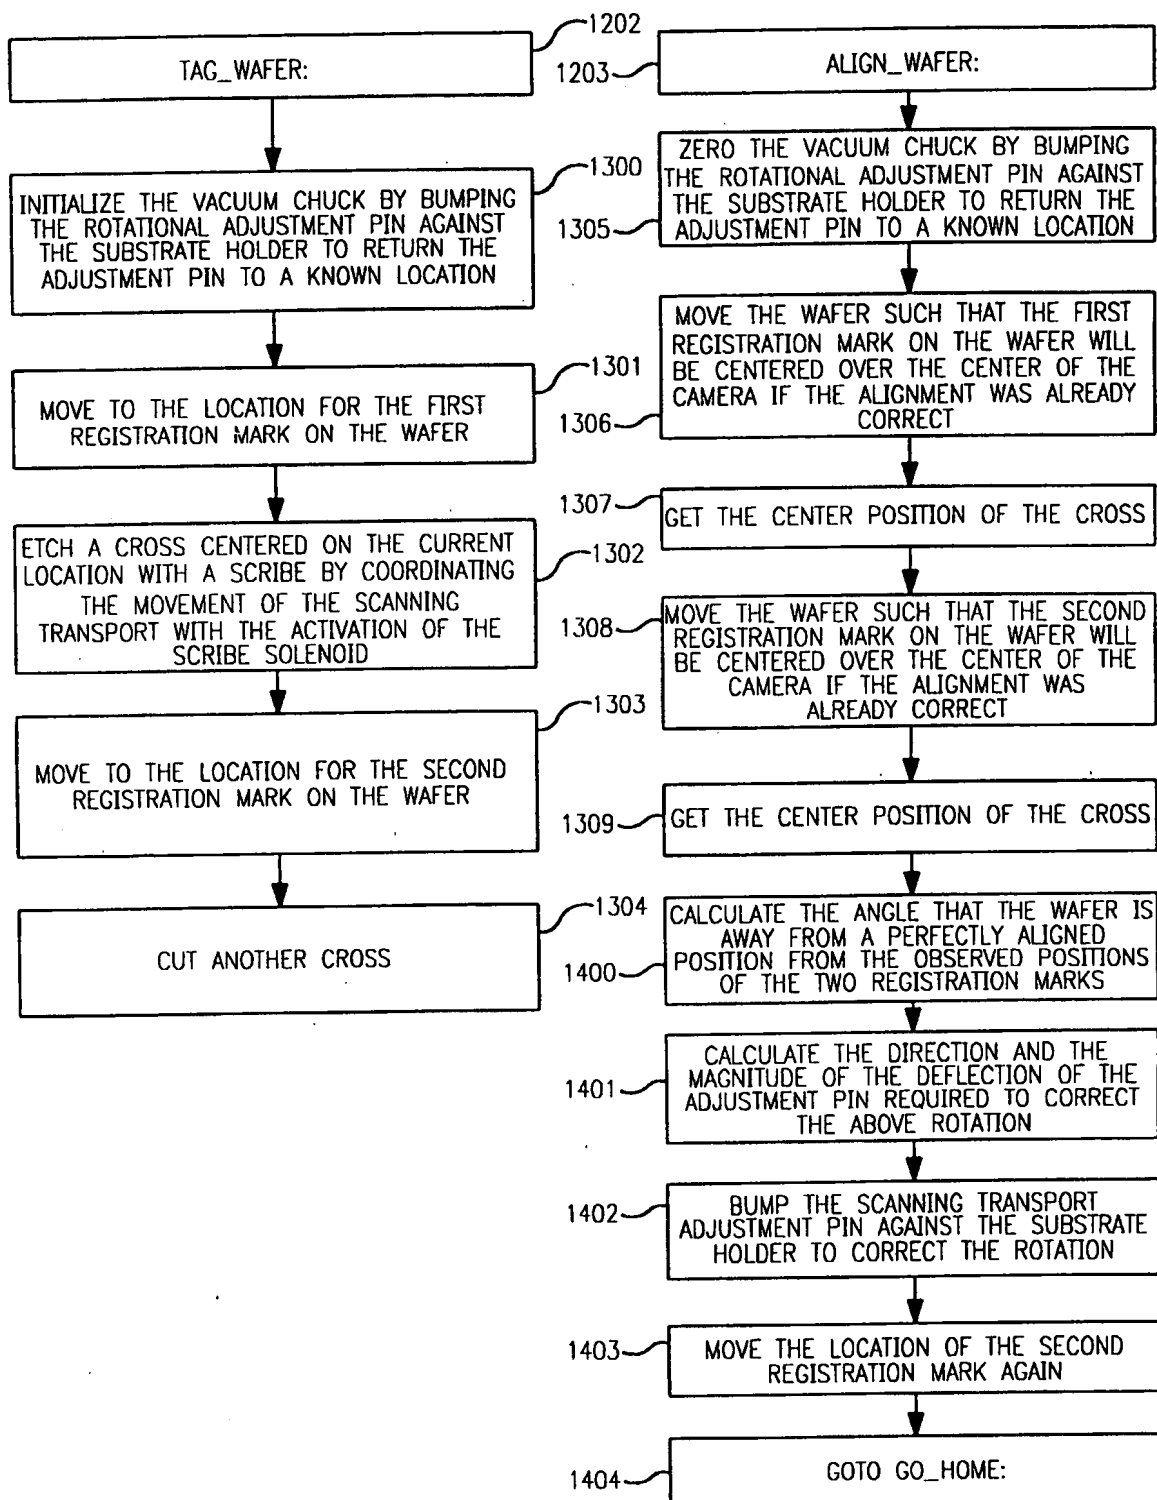 1202
TAG_WAFER:
1300
INITIALIZE THE VACUUM CHUCK BY BUMPING
THE ROTATIONAL ADJUSTMENT PIN AGAINST
THE SUBSTRATE HOLDER TO RETURN THE
ADJUSTMENT PIN TO A KNOWN LOCATION
1301
MOVE TO THE LOCATION FOR THE FIRST
REGISTRATION MARK ON THE WAFER
1302
ETCH A CROSS CENTERED ON THE CURRENT
LOCATION WITH A SCRIBE BY COORDINATING
THE MOVEMENT OF THE SCANNING
TRANSPORT WITH THE ACTIVATION OF THE
SCRIBE SOLENOID
1303
MOVE TO THE LOCATION FOR THE SECOND
REGISTRATION MARK ON THE WAFER
1304
CUT ANOTHER CROSS
1203
ALIGN_WAFER:
ZERO THE VACUUM CHUCK BY BUMPING
THE ROTATIONAL ADJUSTMENT PIN AGAINST
THE SUBSTRATE HOLDER TO RETURN THE
ADJUSTMENT PIN TO A KNOWN LOCATION
1305
MOVE THE WAFER SUCH THAT THE FIRST
REGISTRATION MARK ON THE WAFER WILL
BE CENTERED OVER THE CENTER OF THE
CAMERA IF THE ALIGNMENT WAS ALREADY
CORRECT
1306
1307
GET THE CENTER POSITION OF THE CROSS
1308
MOVE THE WAFER SUCH THAT THE SECOND
REGISTRATION MARK ON THE WAFER WILL
BE CENTERED OVER THE CENTER OF THE
CAMERA IF THE ALIGNMENT WAS
ALREADY CORRECT
1309
GET THE CENTER POSITION OF THE CROSS
CALCULATE THE ANGLE THAT THE WAFER IS
AWAY FROM A PERFECTLY ALIGNED
POSITION FROM THE OBSERVED POSITIONS
OF THE TWO REGISTRATION MARKS
1400
CALCULATE THE DIRECTION AND THE
MAGNITUDE OF THE DEFLECTION OF THE
ADJUSTMENT PIN REQUIRED TO CORRECT
THE ABOVE ROTATION
1401
1402
BUMP THE SCANNING TRANSPORT
ADJUSTMENT PIN AGAINST THE SUBSTRATE
HOLDER TO CORRECT THE ROTATION
1403
MOVE THE LOCATION OF THE SECOND
REGISTRATION MARK AGAIN
1404
GOTO GO_HOME: